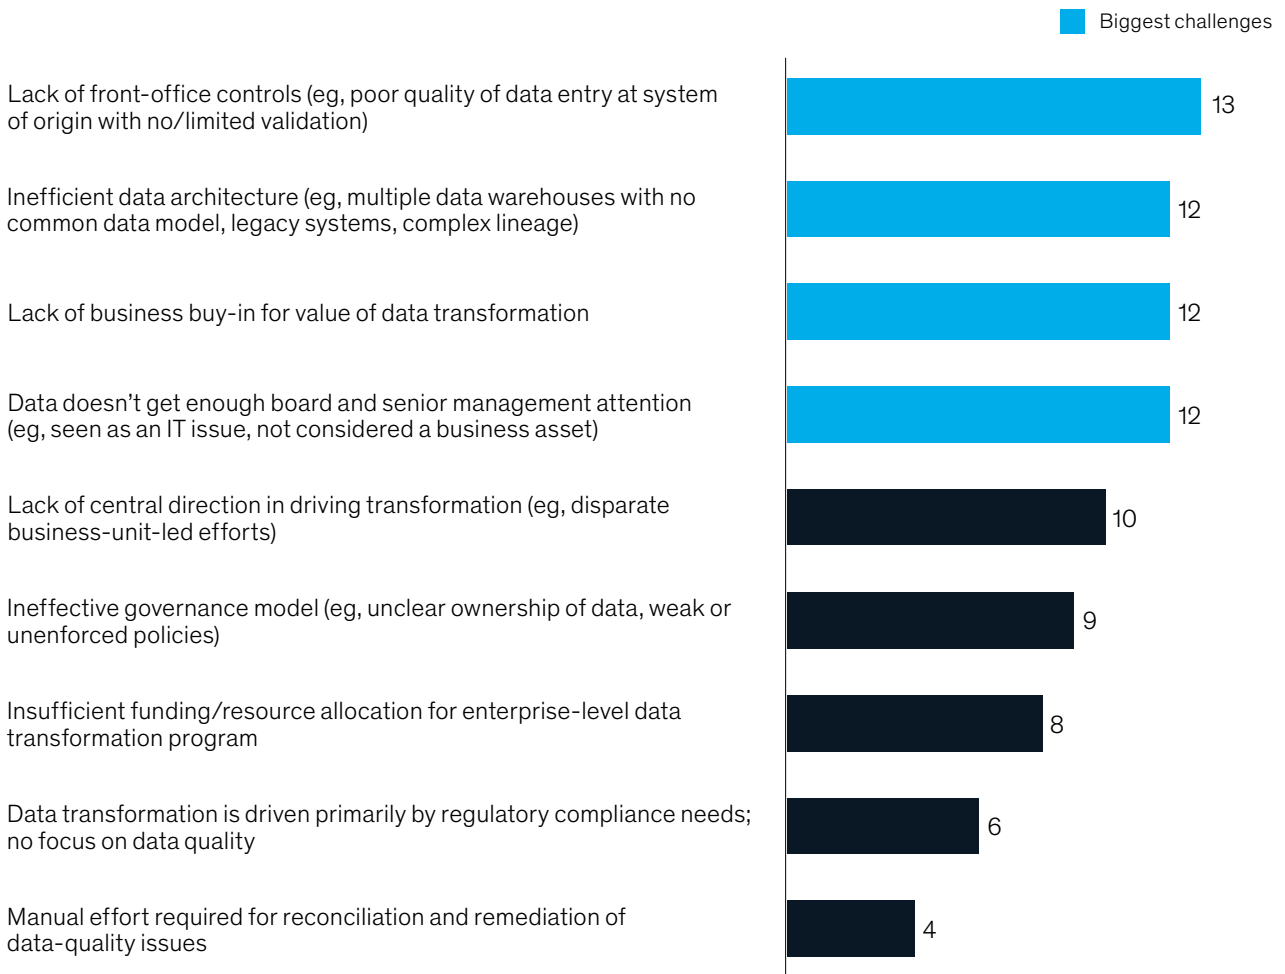 Biggest challenges
Lack of front-office controls (eg, poor quality of data entry at system
of origin with no/limited validation)
13
Inefficient data architecture (eg, multiple data warehouses with no
common data model, legacy systems, complex lineage)
12
Lack of business buy-in for value of data transformation
12
Data doesn’t get enough board and senior management attention
(eg, seen as an IT issue, not considered a business asset)
12
Lack of central direction in driving transformation (eg, disparate
business-unit-led efforts)
10
Ineffective governance model (eg, unclear ownership of data, weak or
unenforced policies)
9
Insufficient funding/resource allocation for enterprise-level data
transformation program
8
Data transformation is driven primarily by regulatory compliance needs;
no focus on data quality
6
Manual effort required for reconciliation and remediation of
data-quality issues
4